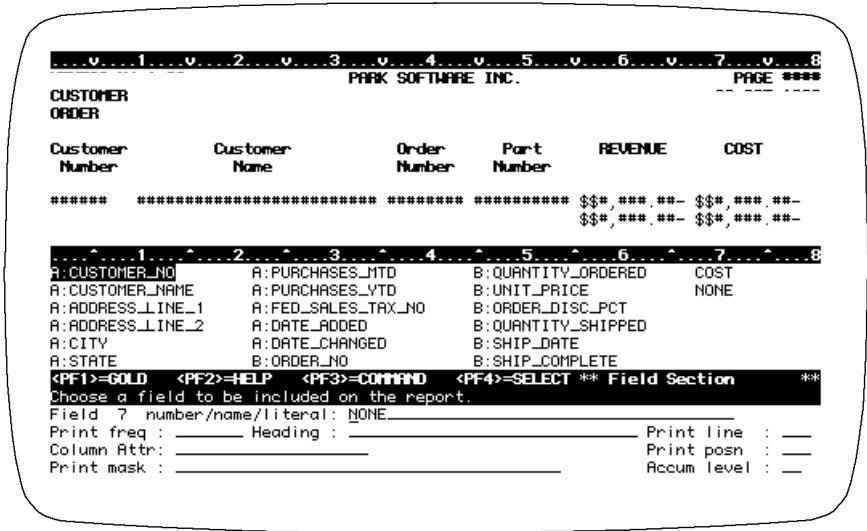 ....v....1....v....2....v....3....v....4....v....5....v....6....v....7....v....8
PARK SOFTWARE INC. PAGE ####
CUSTOMER
ORDER
Customer Customer Order Part REVENUE COST
Number Name Number Number
###### ######################### ######## ########## $$#,###.##- $$#,###.##-
$$#,###.##- $$#,###.##-
....^....1....^....2....^....3....^....4....^....5....^....6....^....7....^....8
A:CUSTOMER_NO A:PURCHASES_MTD B:QUANTITY_ORDERED COST
A:CUSTOMER_NAME A:PURCHASES_YTD B:UNIT_PRICE NONE
A:ADDRESS_LINE_1 A:FED_SALES_TAX_NO B:ORDER_DISC_PCT
A:ADDRESS_LINE_2 A:DATE_ADDED B:QUANTITY_SHIPPED
A:CITY A:DATE_CHANGED B:SHIP_DATE
A:STATE B:ORDER_NO B:SHIP_COMPLETE
<PF1>=GOLD <PF2>=HELP <PF3>=COMMAND <PF4>=SELECT ** Field Section **
Choose a field to be included on the report.
Field 7 number/name/literal: NONE
Print freq : Heading : Print line :
Column Attr: Print posn :
Print mask : Accum level :